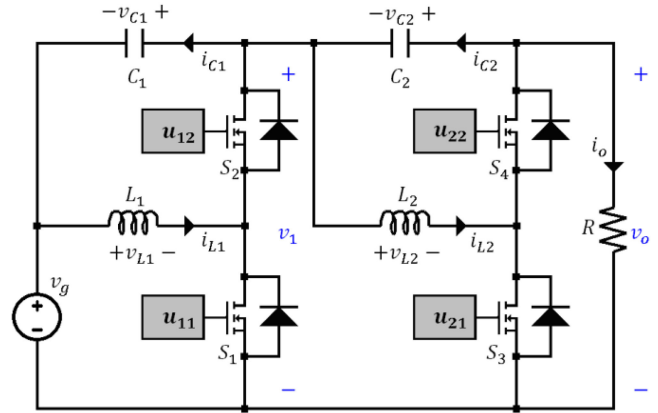 − v_{C1} + − v_{C2} +
i_{C1} i_{C2}
C_1 + C_2 +
u_{12} u_{22}
S_2 S_4 i_o
L_1 L_2 R
+ v_{L1} − i_{L1} v_1 + v_{L2} − i_{L2} v_o
v_g
+
−
u_{11} u_{21}
S_1 S_3
− −